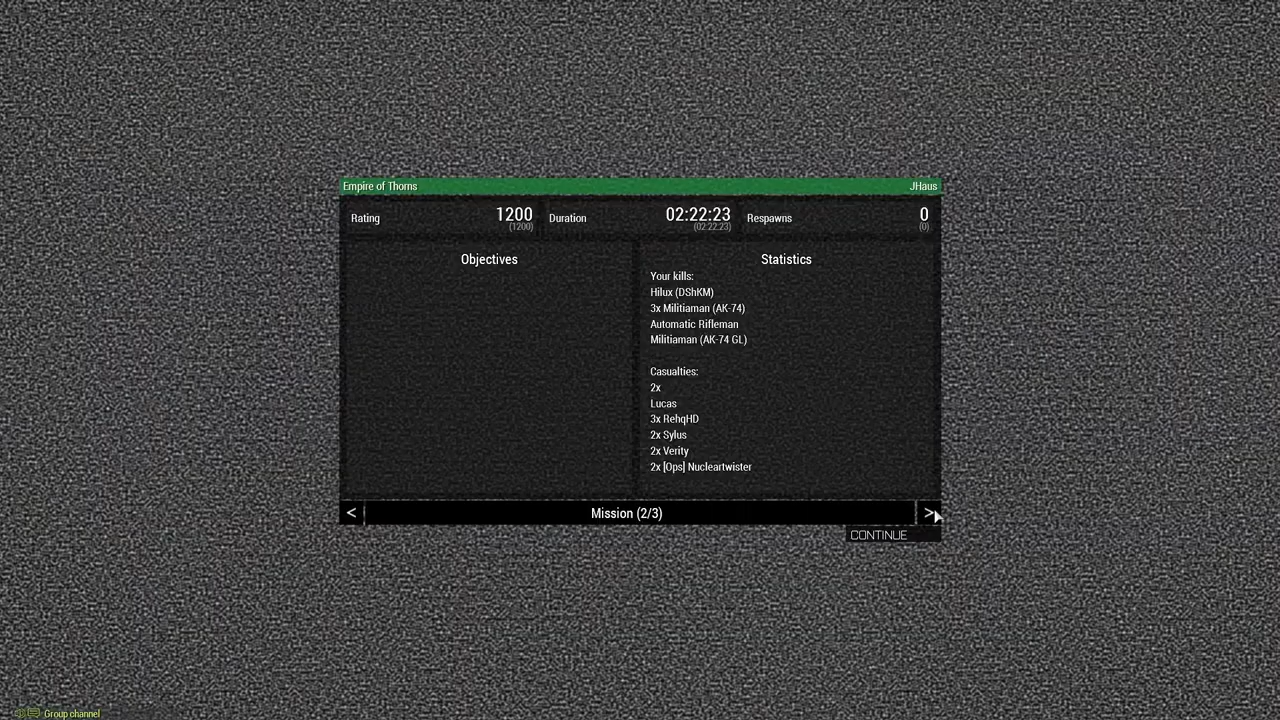 Empire of Thorns
JHaus
Rating
1200
(1200)
Duration
02:22:23
(02:22:23)
Respawns
0
(0)
Objectives
Statistics
Your kills:
Hilux (DShKM)
3x Militiaman (AK-74)
Automatic Rifleman
Militiaman (AK-74 GL)
Casualties:
2x
Lucas
3x RehqHD
2x Sylus
2x Verity
2x [Ops] Nucleartwister
<
Mission (2/3)
>
CONTINUE
Group channel